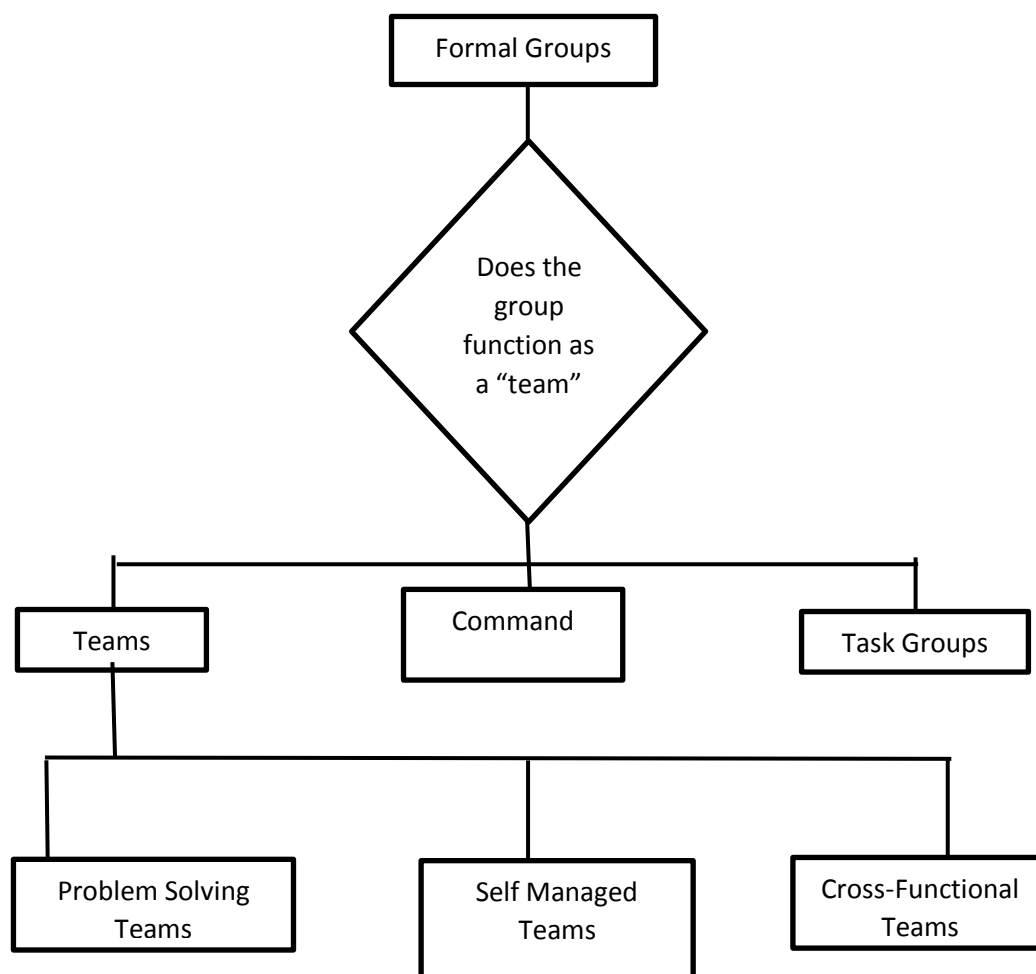 Formal Groups
Does the
group
function as
a “team”
Teams
Command
Task Groups
Problem Solving
Teams
Self Managed
Teams
Cross-Functional
Teams